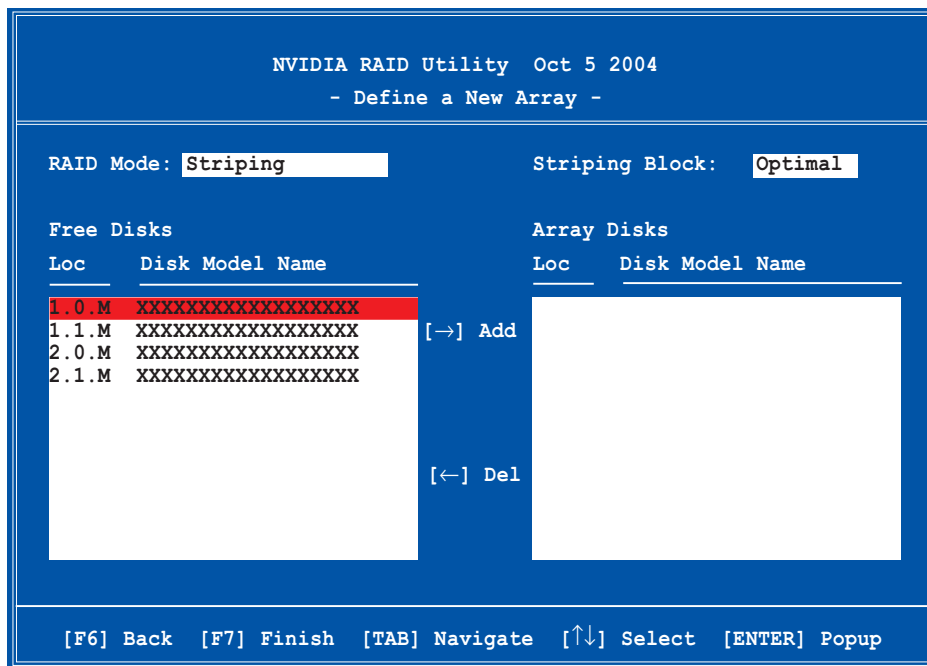 NVIDIA RAID Utility  Oct 5 2004
- Define a New Array -
RAID Mode: Striping
Striping Block: Optimal
Free Disks
Array Disks
Loc Disk Model Name
Loc Disk Model Name
1.0.M XXXXXXXXXXXXXXXXXX
1.1.M XXXXXXXXXXXXXXXXXX
2.0.M XXXXXXXXXXXXXXXXXX
2.1.M XXXXXXXXXXXXXXXXXX
[→] Add
[←] Del
[F6] Back [F7] Finish [TAB] Navigate [↑↓] Select [ENTER] Popup